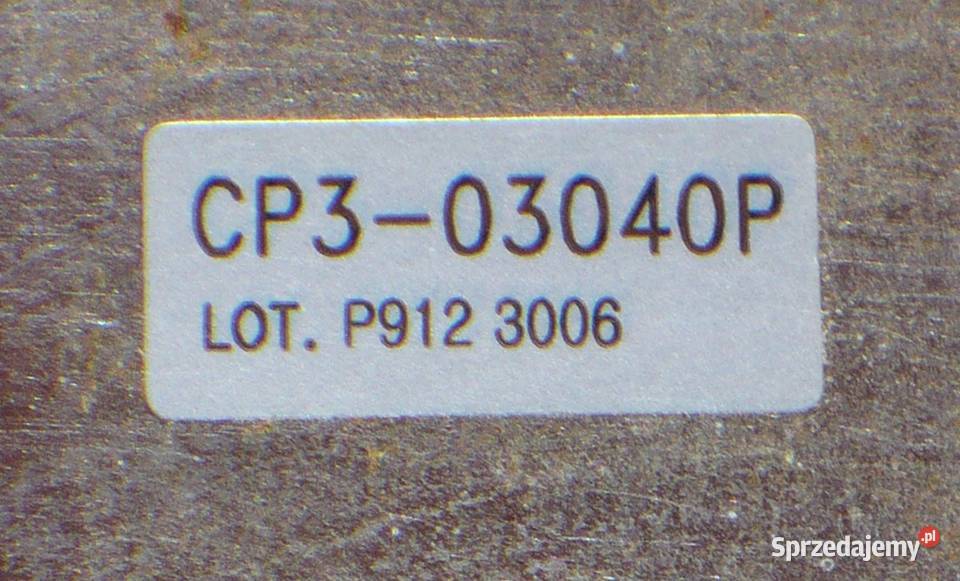 CP3-03040P
LOT. P912 3006
Sprzedajemy.pl